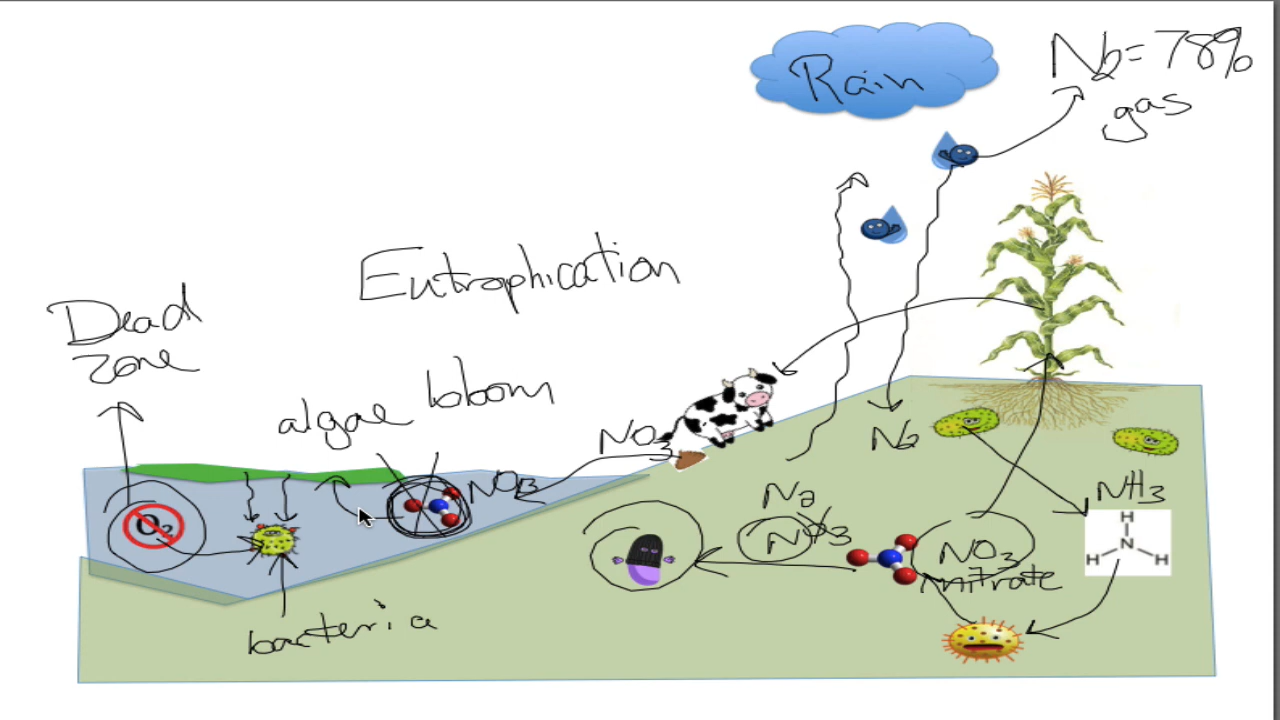 Rain
N2 = 78%
gas
Eutrophication
Dead
zone
algae bloom
NO3
N2
NO3
NH3
N2
NO3
NO3
nitrate
H
H N H
O2
bacteria